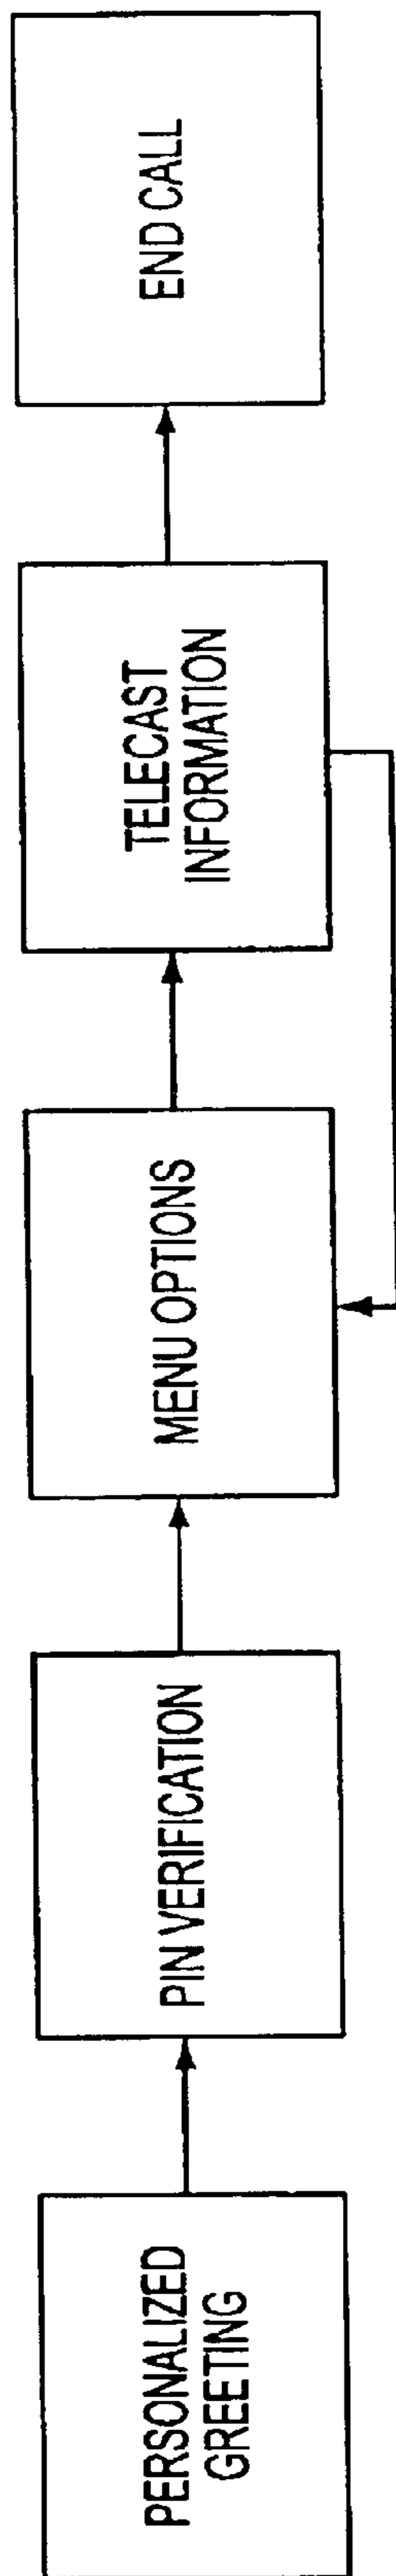 PERSONALIZED
GREETING
PIN VERIFICATION
MENU OPTIONS
TELECAST
INFORMATION
END CALL